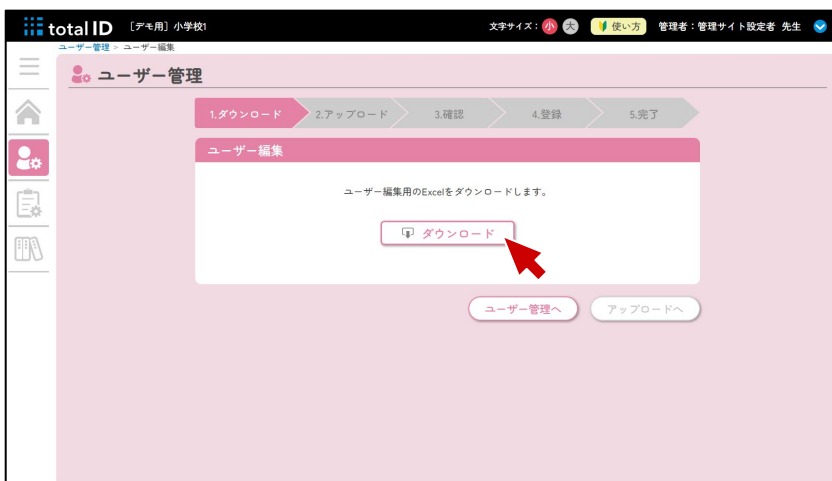 total ID [デモ用] 小学校1 文字サイズ: 小 大 使い方 管理者:管理サイト設定者 先生
ユーザー管理 > ユーザー編集
ユーザー管理
1.ダウンロード 2.アップロード 3.確認 4.登録 5.完了
ユーザー編集
ユーザー編集用のExcelをダウンロードします。
ダウンロード
ユーザー管理へ アップロードへ